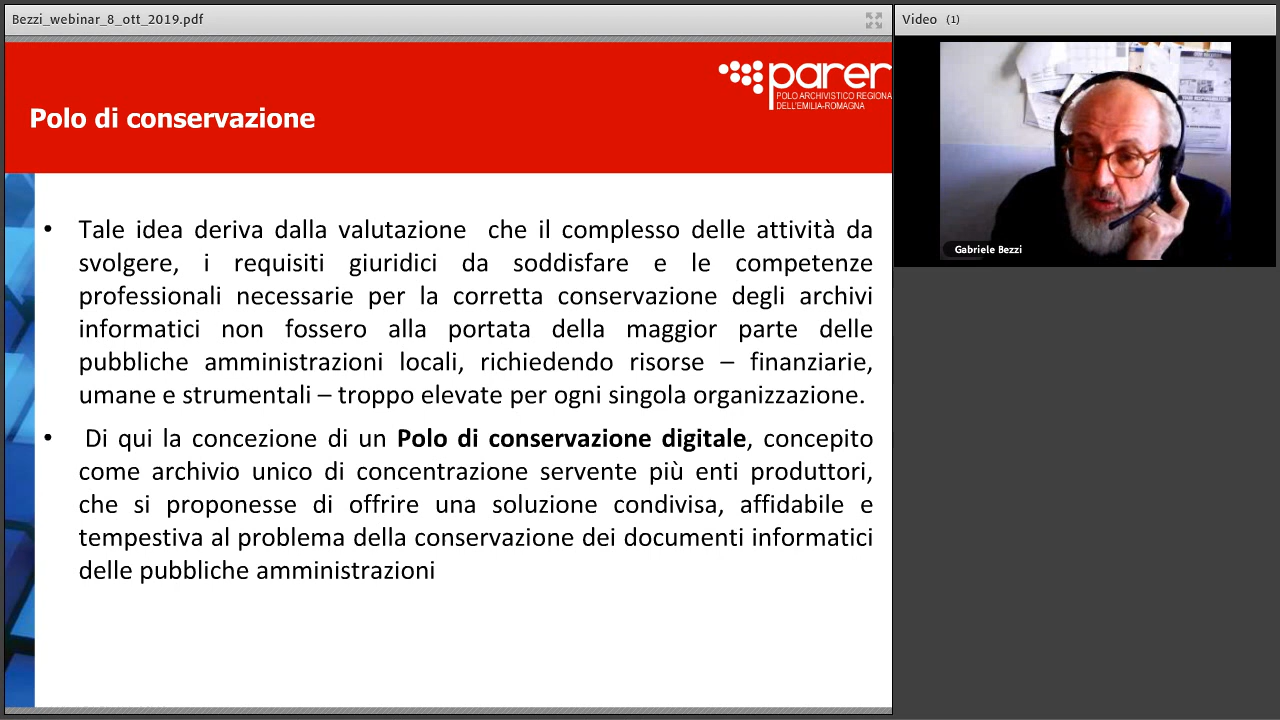 Bezzi_webinar_8_ott_2019.pdf
Video (1)
parer
POLO ARCHIVISTICO REGIONA
DELL'EMILIA-ROMAGNA
Polo di conservazione
Gabriele Bezzi
• Tale idea deriva dalla valutazione che il complesso delle attività da
svolgere, i requisiti giuridici da soddisfare e le competenze
professionali necessarie per la corretta conservazione degli archivi
informatici non fossero alla portata della maggior parte delle
pubbliche amministrazioni locali, richiedendo risorse – finanziarie,
umane e strumentali – troppo elevate per ogni singola organizzazione.
• Di qui la concezione di un Polo di conservazione digitale, concepito
come archivio unico di concentrazione servente più enti produttori,
che si proponesse di offrire una soluzione condivisa, affidabile e
tempestiva al problema della conservazione dei documenti informatici
delle pubbliche amministrazioni